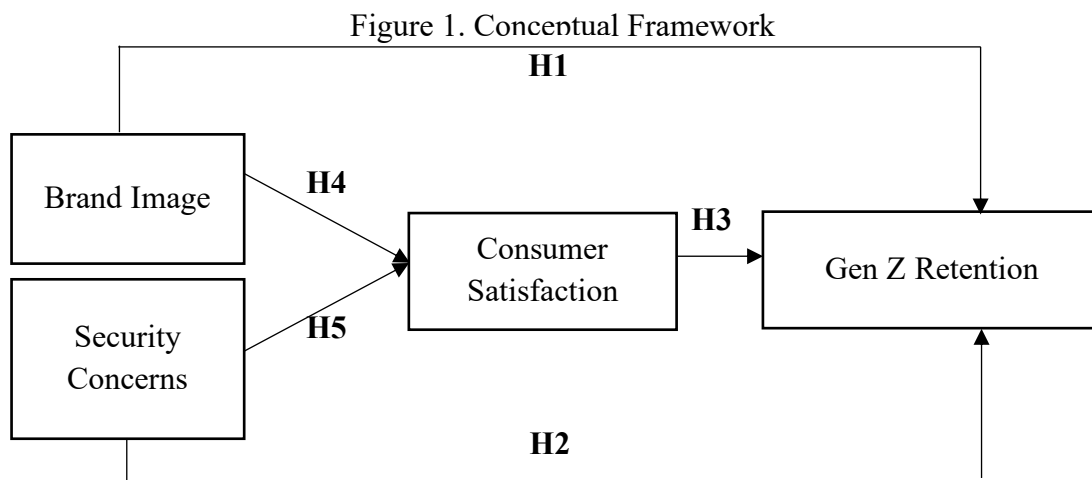 Figure 1. Conceptual Framework
H1
Brand Image
H4
H3
Consumer
Satisfaction
Gen Z Retention
H5
Security
Concerns
H2